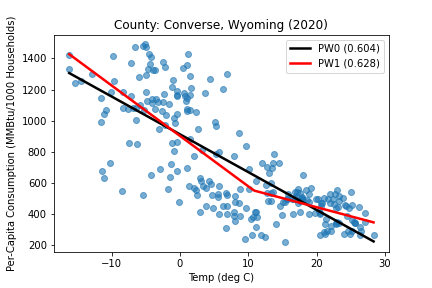 County: Converse, Wyoming (2020)
Per-Capita Consumption (MMBtu/1000 Households)
1400
1200
1000
800
600
400
200
PW0 (0.604)
PW1 (0.628)
−10 0 10 20 30
Temp (deg C)